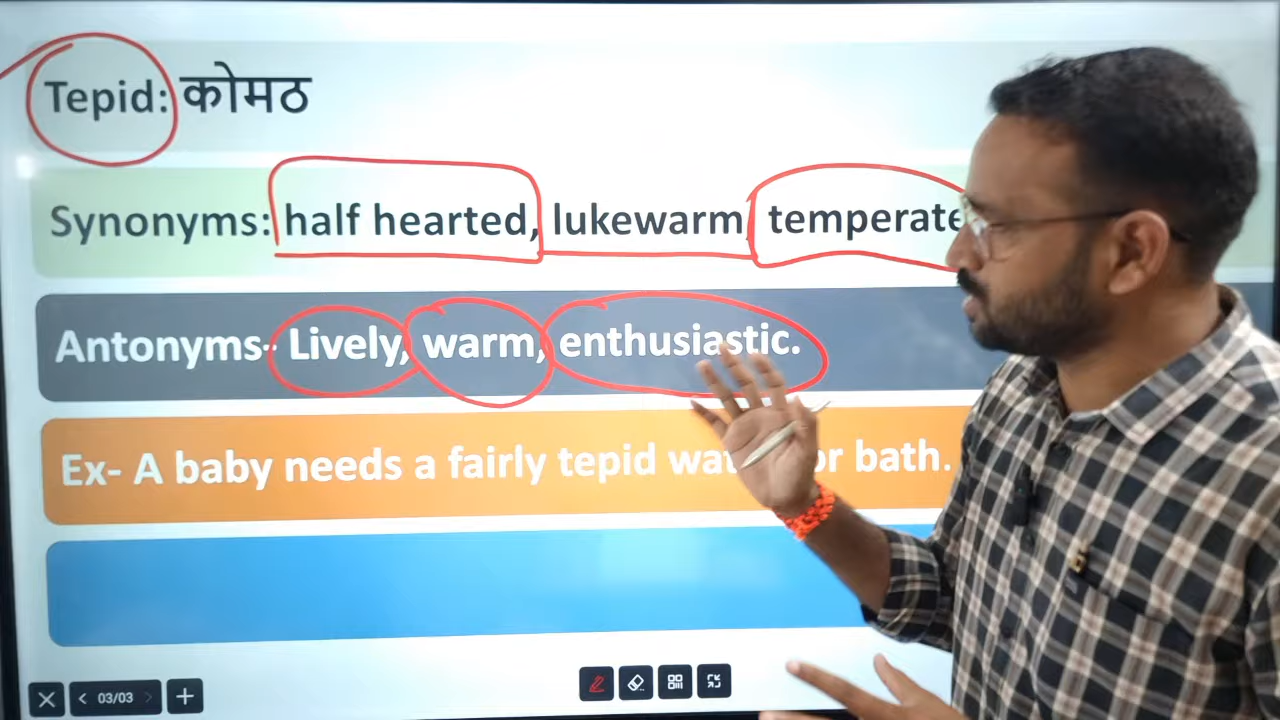 Tepid: कोमठ
Synonyms: half hearted, lukewarm, temperate
Antonyms- Lively, warm, enthusiastic.
Ex- A baby needs a fairly tepid bath.
03/03